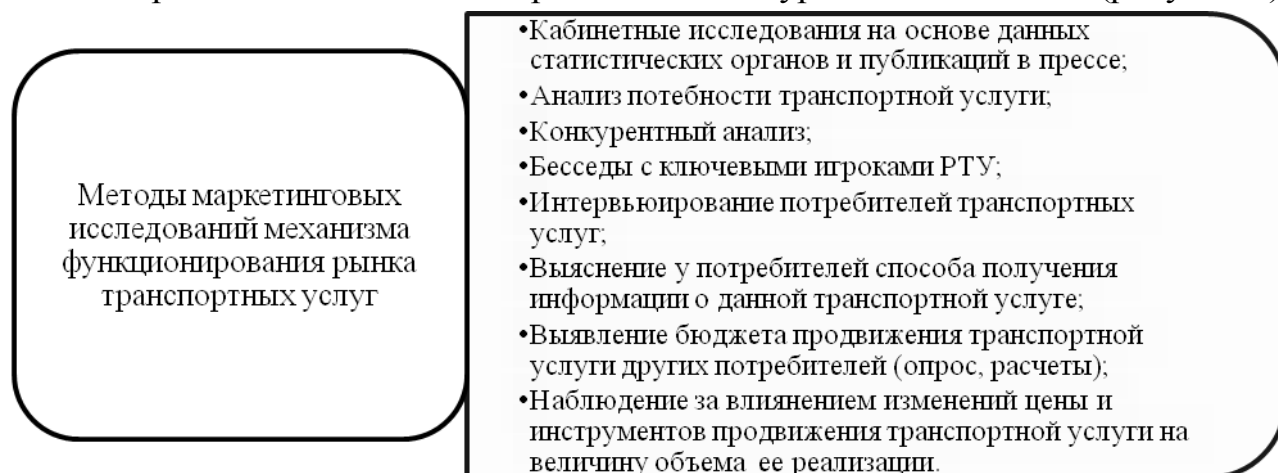 Методы маркетинговых
исследований механизма
функционирования рынка
транспортных услуг
•Кабинетные исследования на основе данных
статистических органов и публикаций в прессе;
•Анализ потебности транспортной услуги;
•Конкурентный анализ;
•Бесседы с ключевыми игроками РТУ;
•Интервьюирование потребителей транспортных
услуг;
•Выяснение у потребителей способа получения
информации о данной транспортной услуге;
•Выявление бюджета продвижения транспортной
услуги других потребителей (опрос, расчеты);
•Наблюдение за влиянием изменений цены и
инструментов продвижения транспортной услуги на
величину объема ее реализации.